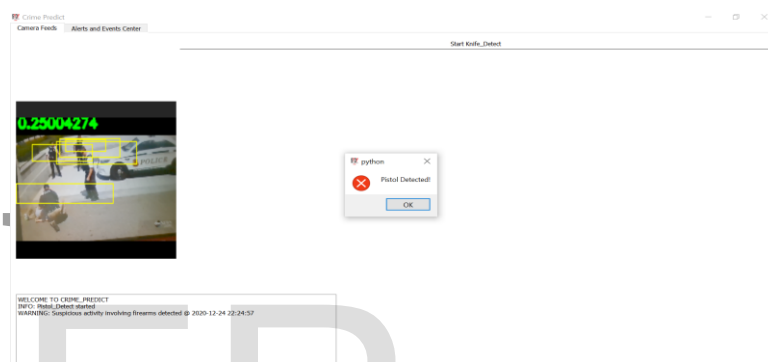 Crime Predict
Camera Feeds Alerts and Events Center
Start Knife_Detect
0.25004274
POLICE
python
Pistol Detected!
OK
WELCOME TO CRIME_PREDICT
INFO: Pistol_Detect started
WARNING: Suspicious activity involving firearms detected @ 2020-12-24 22:24:57